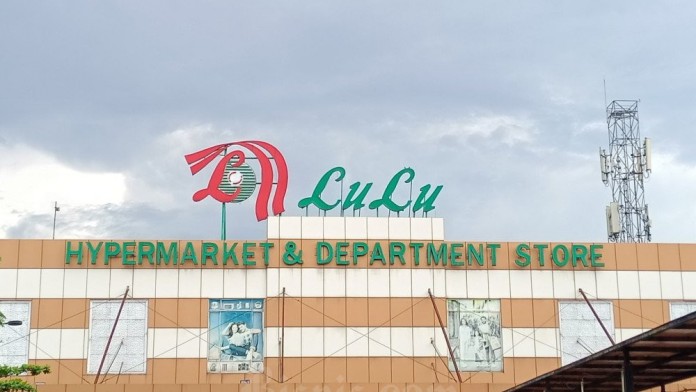 L LuLu
HYPERMARKET & DEPARTMENT STORE